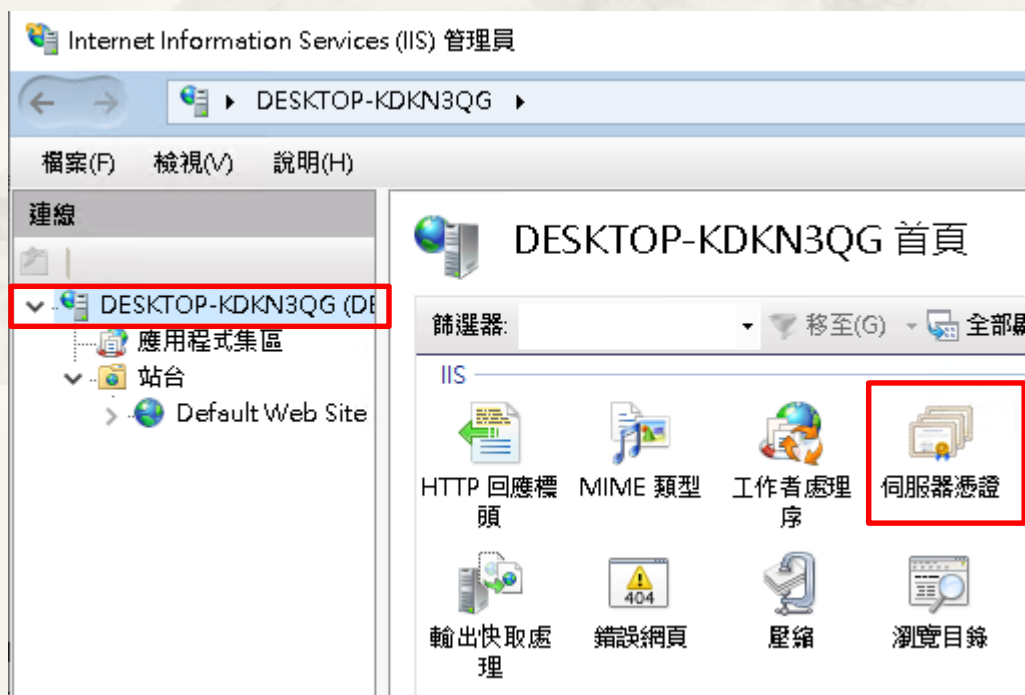 Internet Information Services (IIS) 管理員
DESKTOP-KDKN3QG
檔案(F) 檢視(V) 說明(H)
連線
DESKTOP-KDKN3QG (DE
應用程式集區
站台
Default Web Site
DESKTOP-KDKN3QG 首頁
篩選器: 移至(G) 全部顯
IIS
HTTP 回應標
頭
MIME 類型
工作者處理
序
伺服器憑證
輸出快取處
理
404
錯誤網頁
壓縮
瀏覽目錄